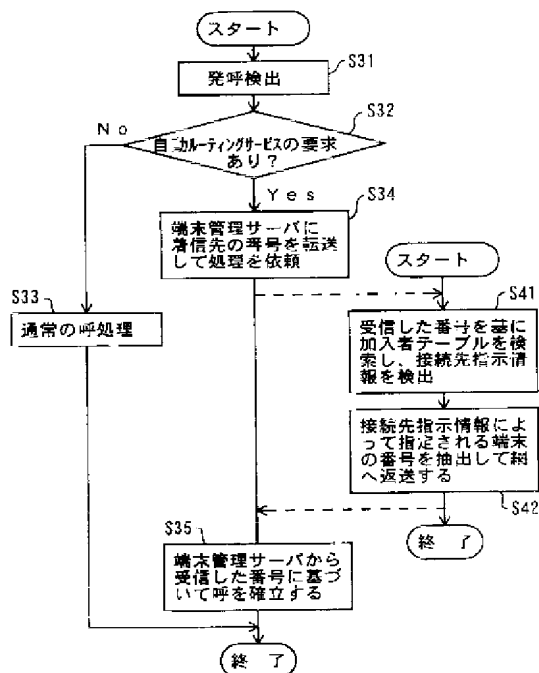 スタート
S31
発呼検出
S32
No
自己ルーティングサービスの要求
あり?
Yes
S34
端末管理サーバに
着信先の番号を転送
して処理を依頼
スタート
S33
通常の呼処理
S41
受信した番号を基に
加入者テーブルを検
索し、接続先指示情
報を検出
接続先指示情報によ
って指定される端末
の番号を抽出して網
へ返送する
S42
終了
S35
端末管理サーバから
受信した番号に基づ
いて呼を確立する
終了